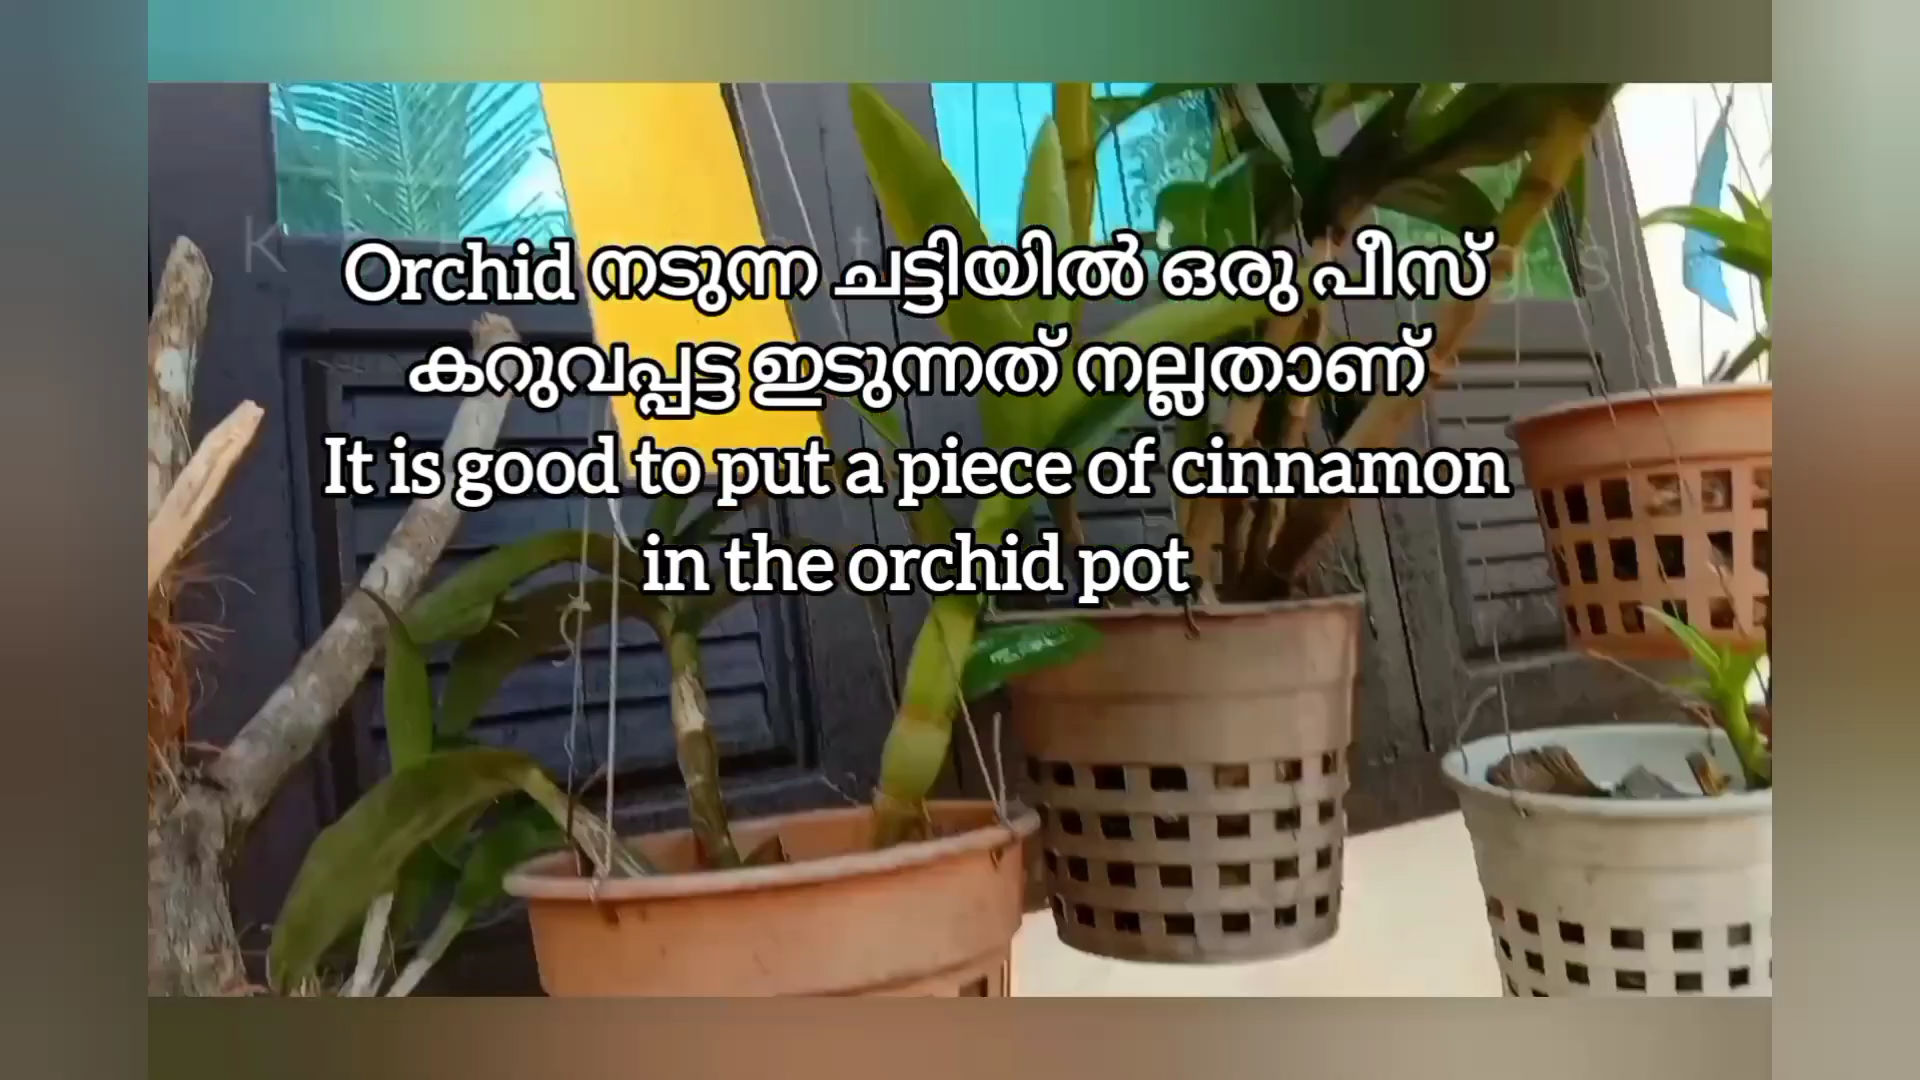 Orchid നടുന്ന ചട്ടിയിൽ ഒരു പീസ്
കറുവപ്പട്ട ഇടുന്നത് നല്ലതാണ്
It is good to put a piece of cinnamon
in the orchid pot